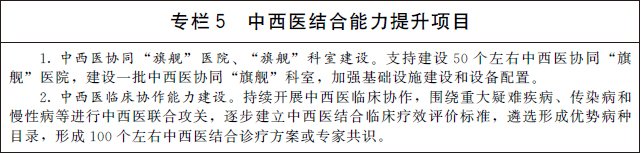 专栏5 中西医结合能力提升项目
1. 中西医协同“旗舰”医院、“旗舰”科室建设。支持建设50个左右中西医协同“旗
舰”医院，建设一批中西医协同“旗舰”科室，加强基础设施建设和设备配置。
2. 中西医临床协作能力建设。持续开展中西医临床协作，围绕重大疑难疾病、传染病和
慢性病等进行中西医联合攻关，逐步建立中西医结合临床疗效评价标准，遴选形成优势病种
目录，形成100个左右中西医结合诊疗方案或专家共识。